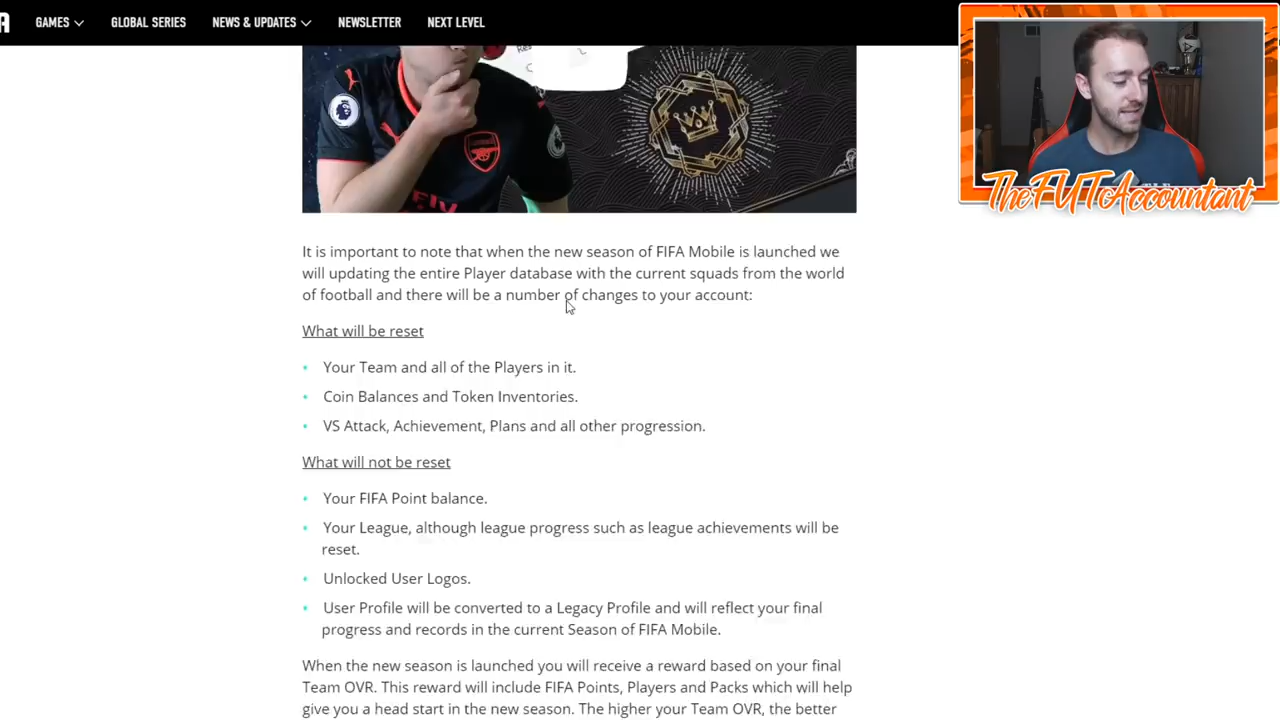 GAMES GLOBAL SERIES NEWS & UPDATES NEWSLETTER NEXT LEVEL
TheFUTAccountant
It is important to note that when the new season of FIFA Mobile is launched we
will updating the entire Player database with the current squads from the world
of football and there will be a number of changes to your account:
What will be reset
Your Team and all of the Players in it.
Coin Balances and Token Inventories.
VS Attack, Achievement, Plans and all other progression.
What will not be reset
Your FIFA Point balance.
Your League, although league progress such as league achievements will be
reset.
Unlocked User Logos.
User Profile will be converted to a Legacy Profile and will reflect your final
progress and records in the current Season of FIFA Mobile.
When the new season is launched you will receive a reward based on your final
Team OVR. This reward will include FIFA Points, Players and Packs which will help
give you a head start in the new season. The higher your Team OVR, the better